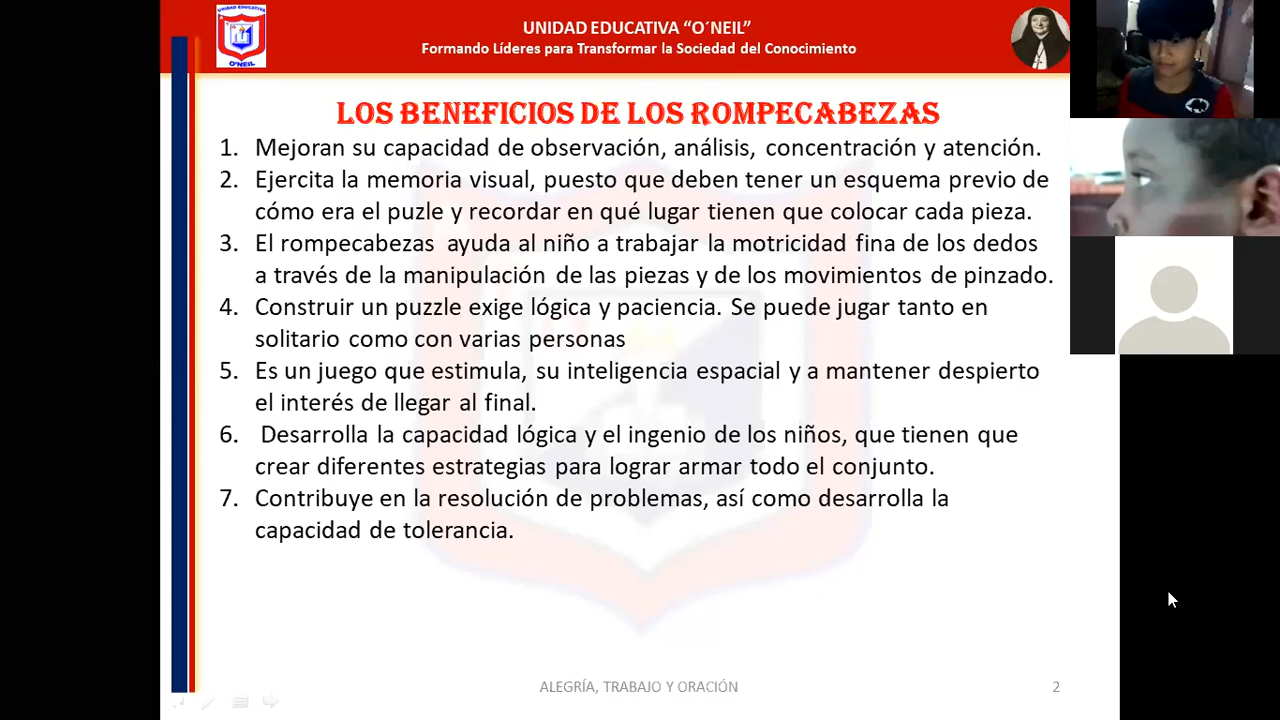 UNIDAD EDUCATIVA
O'NEIL
UNIDAD EDUCATIVA “O´NEIL”
Formando Líderes para Transformar la Sociedad del Conocimiento
LOS BENEFICIOS DE LOS ROMPECABEZAS
1. Mejoran su capacidad de observación, análisis, concentración y atención.
2. Ejercita la memoria visual, puesto que deben tener un esquema previo de
cómo era el puzle y recordar en qué lugar tienen que colocar cada pieza.
3. El rompecabezas ayuda al niño a trabajar la motricidad fina de los dedos
a través de la manipulación de las piezas y de los movimientos de pinzado.
4. Construir un puzzle exige lógica y paciencia. Se puede jugar tanto en
solitario como con varias personas
5. Es un juego que estimula, su inteligencia espacial y a mantener despierto
el interés de llegar al final.
6. Desarrolla la capacidad lógica y el ingenio de los niños, que tienen que
crear diferentes estrategias para lograr armar todo el conjunto.
7. Contribuye en la resolución de problemas, así como desarrolla la
capacidad de tolerancia.
ALEGRÍA, TRABAJO Y ORACIÓN
2